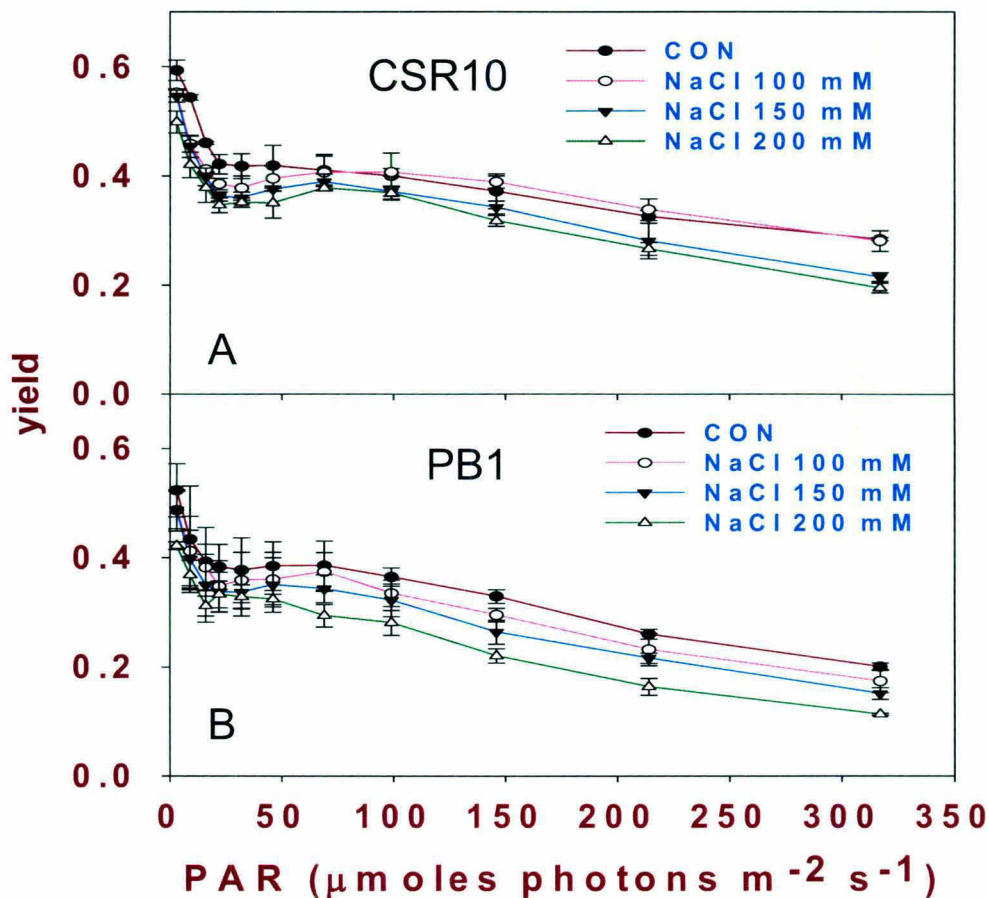 CSR10
CON
NaCl 100 mM
NaCl 150 mM
NaCl 200 mM
0.6
0.4
0.2
0.0
A
yield
PB1
CON
NaCl 100 mM
NaCl 150 mM
NaCl 200 mM
0.6
0.4
0.2
0.0
B
0 50 100 150 200 250 300 350
PAR (μmoles photons m⁻² s⁻¹)